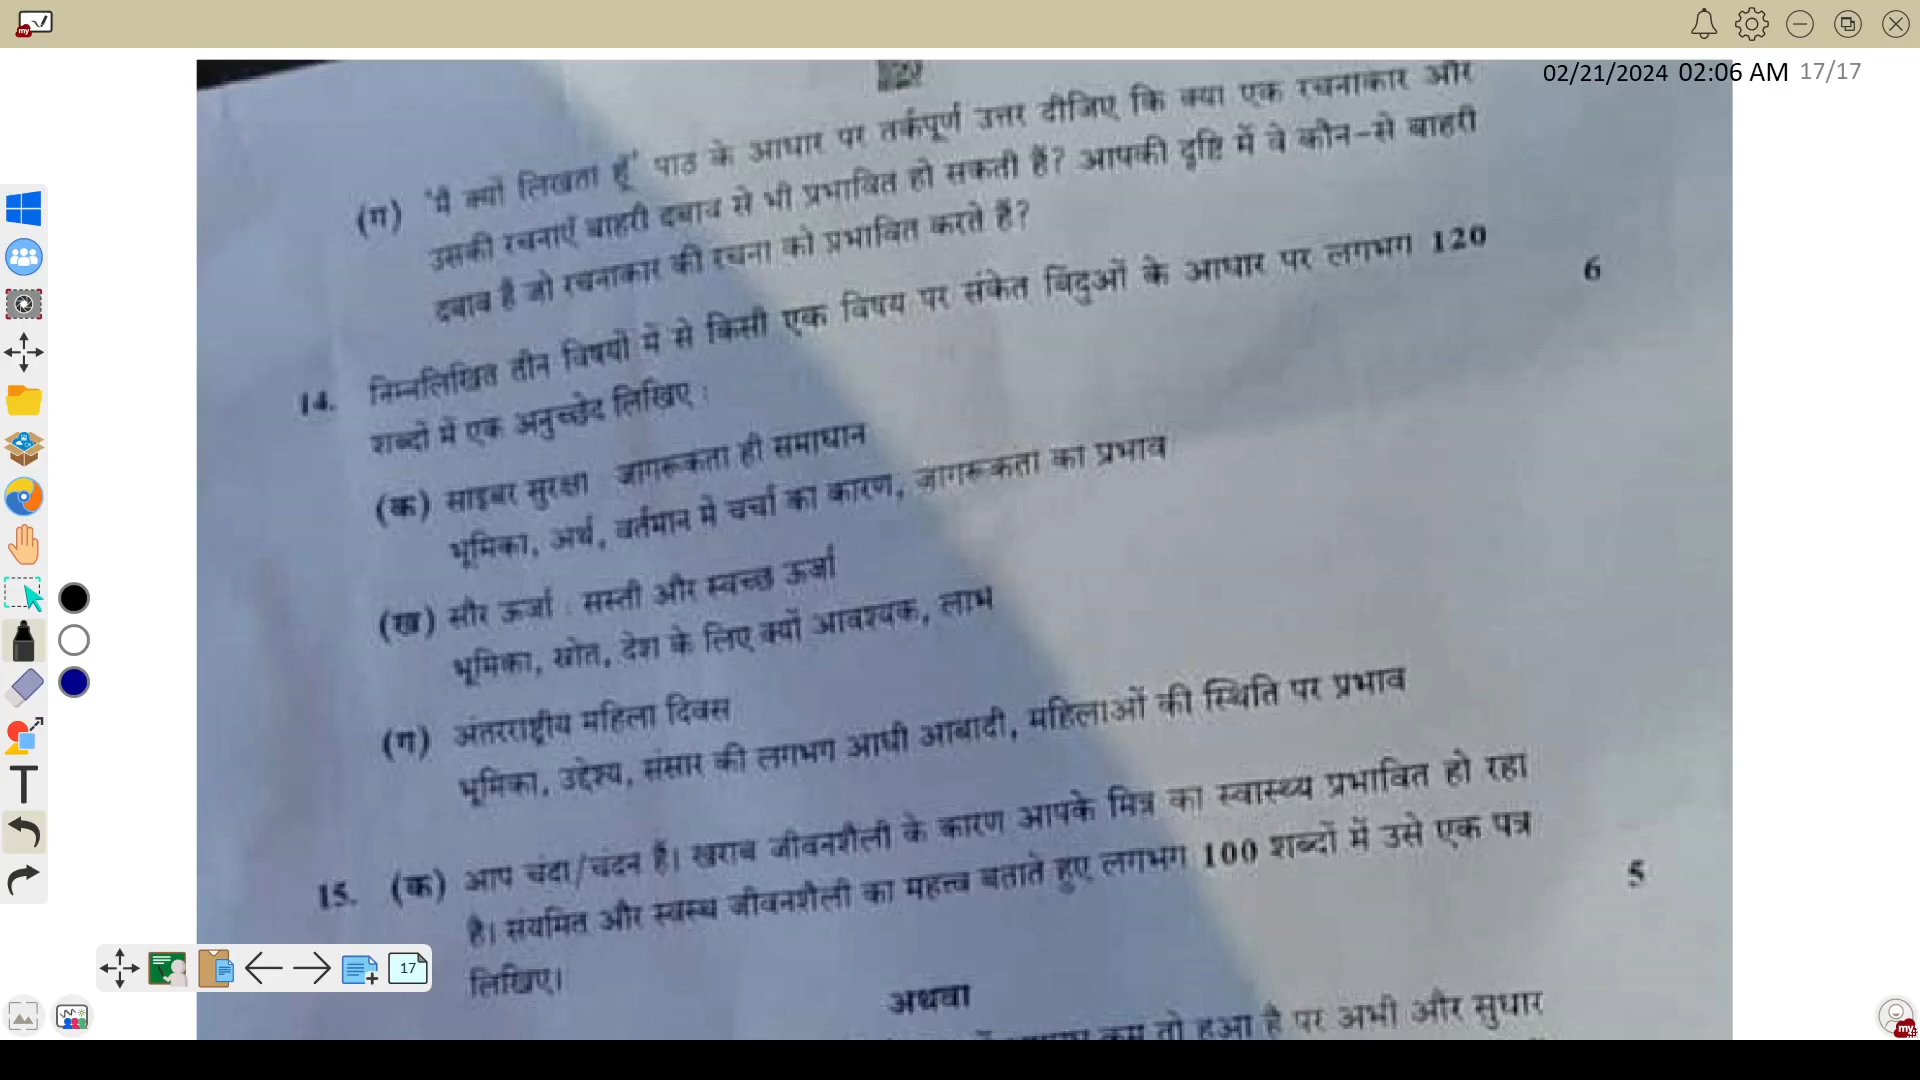 02/21/2024 02:06 AM 17/17
(ग) 'मैं क्यों लिखता हूँ' पाठ के आधार पर तर्कपूर्ण उत्तर दीजिए कि क्या एक रचनाकार और
उसकी रचनाएँ बाहरी दबाव से भी प्रभावित हो सकती हैं? आपकी दृष्टि में वे कौन-से बाहरी
दबाव हैं जो रचनाकार की रचना को प्रभावित करते हैं?
14. निम्नलिखित तीन विषयों में से किसी एक विषय पर संकेत बिंदुओं के आधार पर लगभग 120 6
शब्दों में एक अनुच्छेद लिखिए :
(क) साइबर सुरक्षा जागरूकता ही समाधान
भूमिका, अर्थ, वर्तमान में चर्चा का कारण, जागरूकता का प्रभाव
(ख) सौर ऊर्जा : सस्ती और स्वच्छ ऊर्जा
भूमिका, स्रोत, देश के लिए क्यों आवश्यक, लाभ
(ग) अंतरराष्ट्रीय महिला दिवस
भूमिका, उद्देश्य, संसार की लगभग आधी आबादी, महिलाओं की स्थिति पर प्रभाव
15. (क) आप चंदा/चंदन हैं। खराब जीवनशैली के कारण आपके मित्र का स्वास्थ्य प्रभावित हो रहा
है। संयमित और स्वस्थ जीवनशैली का महत्त्व बताते हुए लगभग 100 शब्दों में उसे एक पत्र 5
लिखिए।
अथवा
कम तो हुआ है पर अभी और सुधार
17